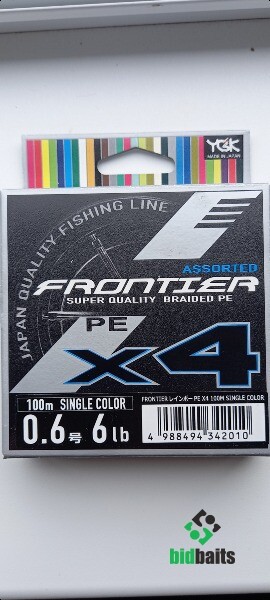 YGK
MADE IN JAPAN
JAPAN QUALITY FISHING LINE
ASSORTED
FRONTIER
SUPER QUALITY BRAIDED PE
PE
X4
100m SINGLE COLOR
0.6号 6lb
FRONTIER レインボー PE X4 100M SINGLE COLOR
4 988494 342010
bidbaits